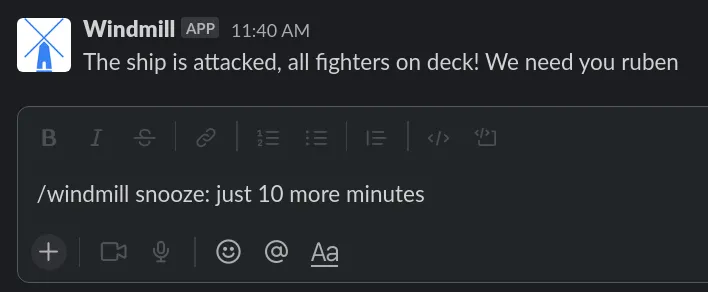 Windmill APP 11:40 AM
The ship is attacked, all fighters on deck! We need you ruben
B I S
/windmill snooze: just 10 more minutes
Aa